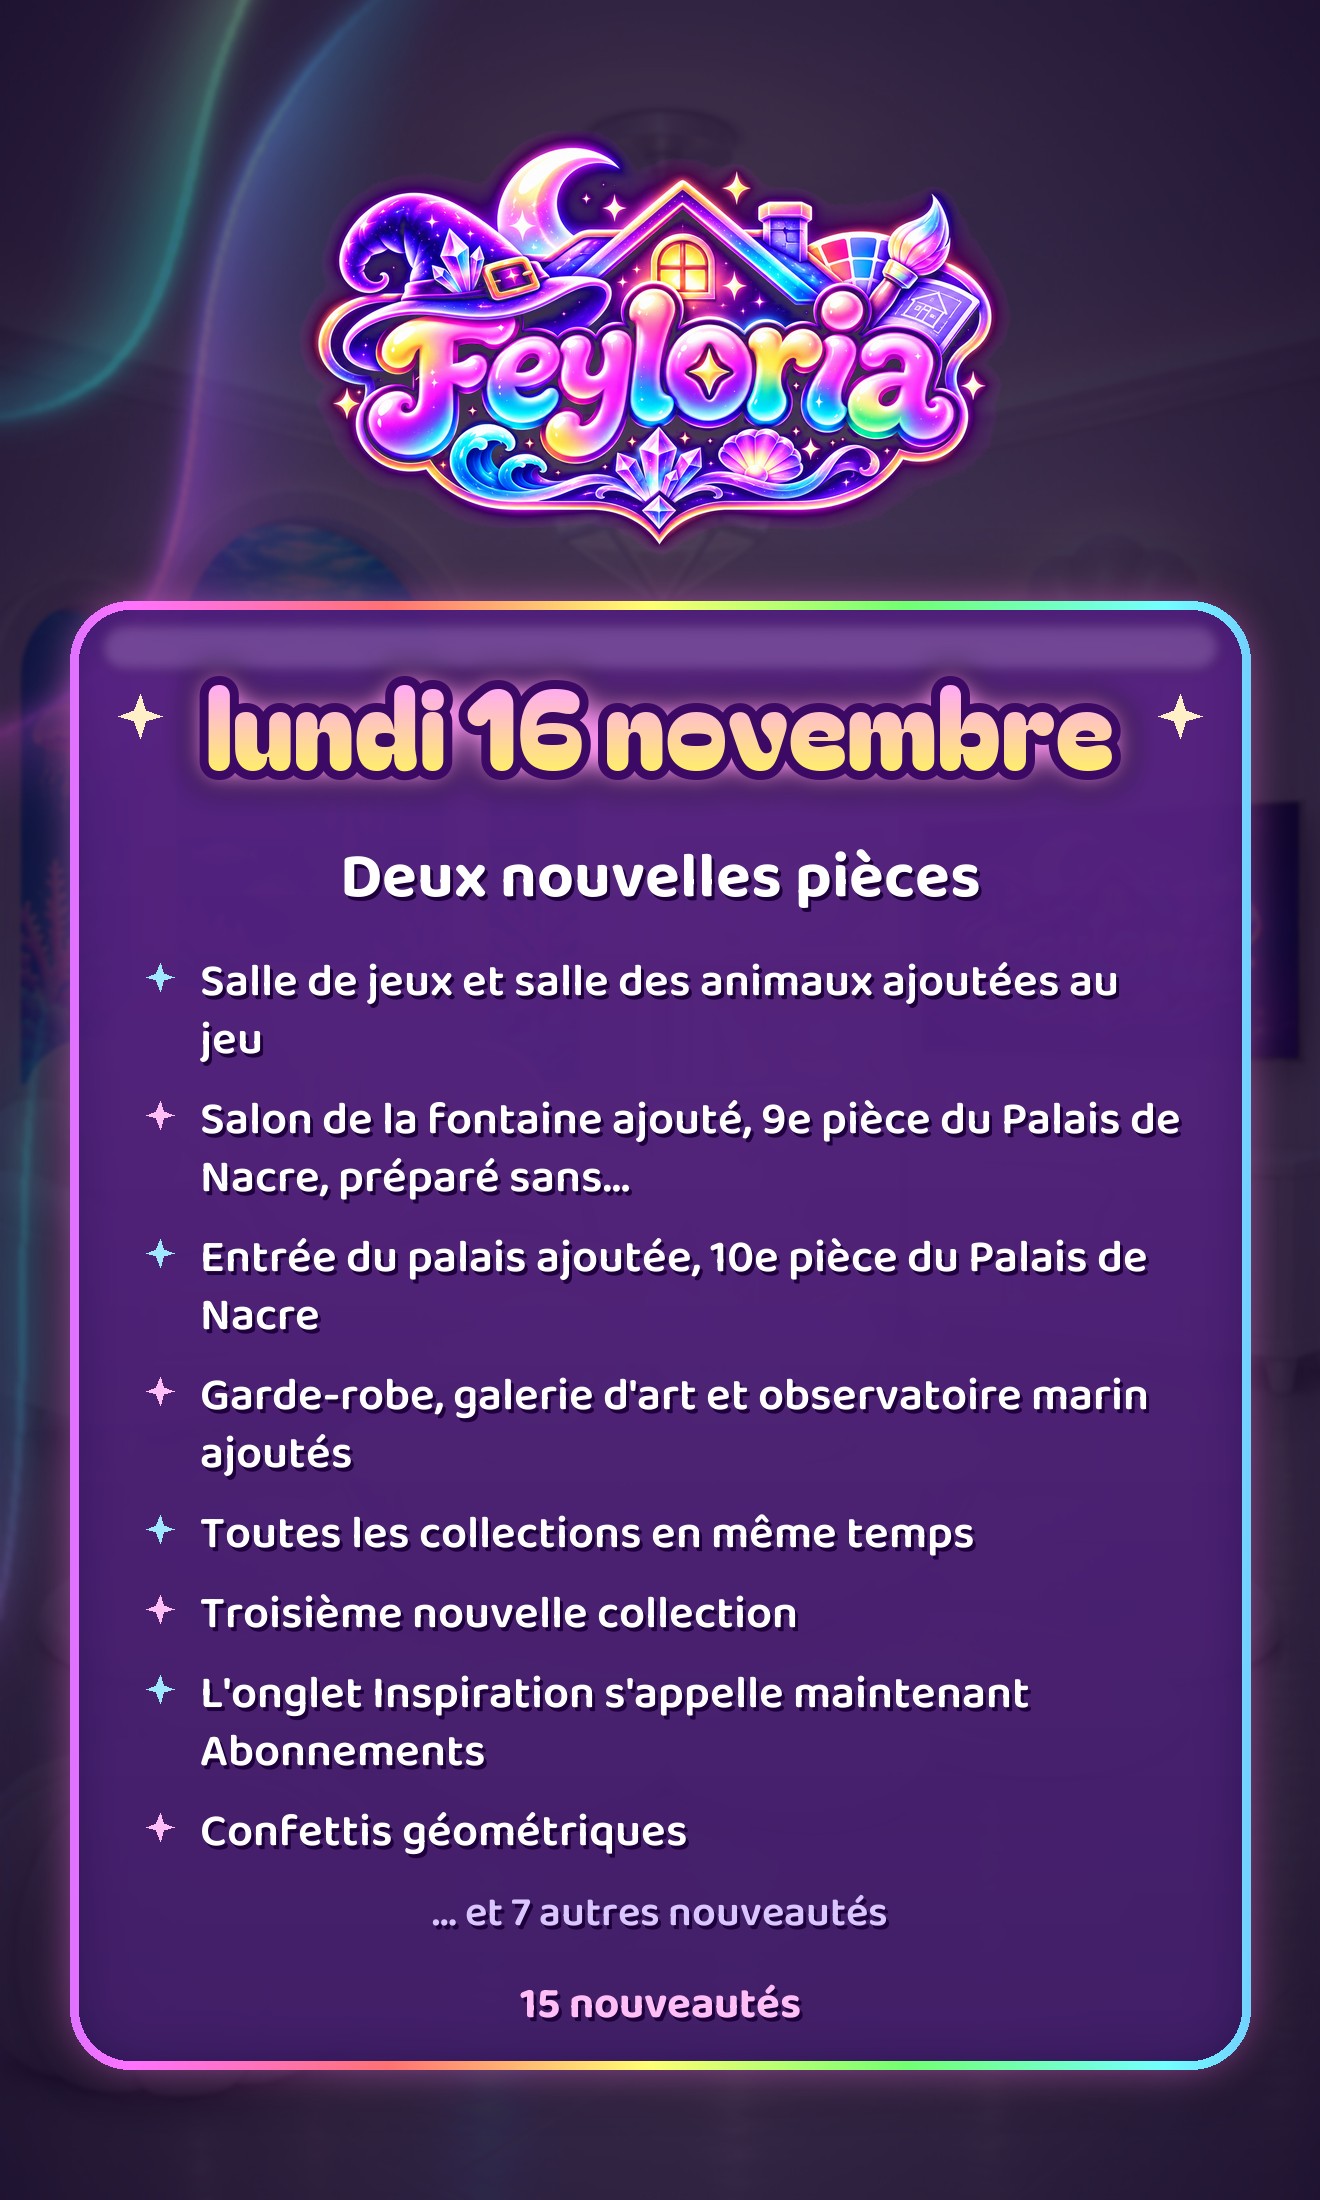 Feyloria
lundi 16 novembre
Deux nouvelles pièces
Salle de jeux et salle des animaux ajoutées au
jeu
Salon de la fontaine ajouté, 9e pièce du Palais de
Nacre, préparé sans...
Entrée du palais ajoutée, 10e pièce du Palais de
Nacre
Garde-robe, galerie d'art et observatoire marin
ajoutés
Toutes les collections en même temps
Troisième nouvelle collection
L'onglet Inspiration s'appelle maintenant
Abonnements
Confettis géométriques
... et 7 autres nouveautés
15 nouveautés